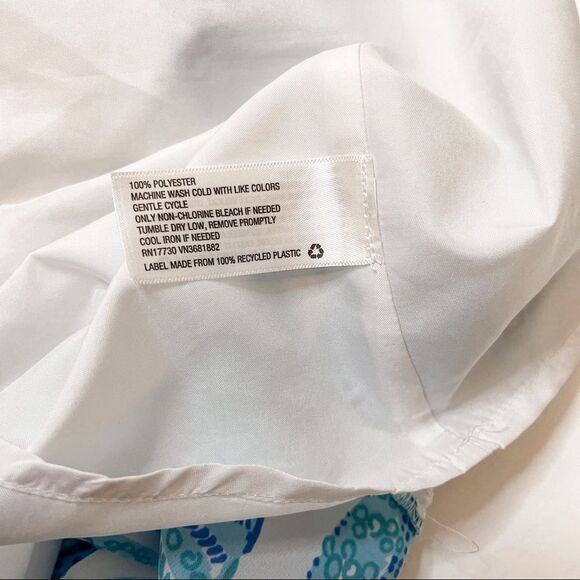 100% POLYESTER
MACHINE WASH COLD WITH LIKE COLORS
GENTLE CYCLE
ONLY NON-CHLORINE BLEACH IF NEEDED
TUMBLE DRY LOW, REMOVE PROMPTLY
COOL IRON IF NEEDED
RN17730 VN3681882
LABEL MADE FROM 100% RECYCLED PLASTIC